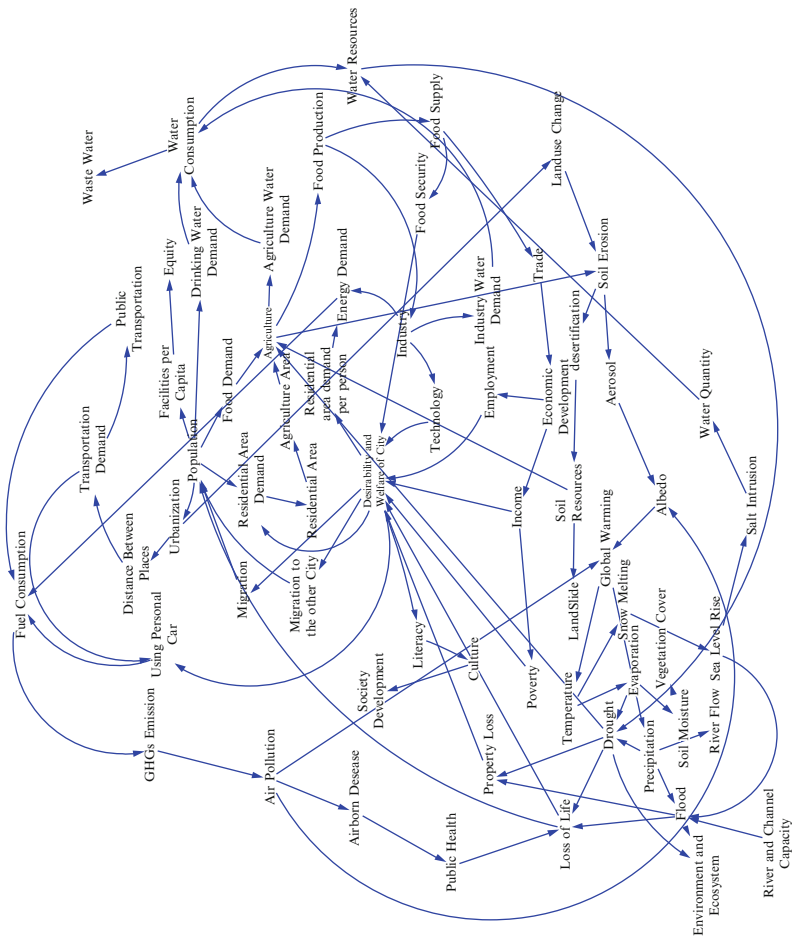 Waste Water
Water
Consumption
Water Resources
Public
Transportation
Equity
Drinking Water
Demand
Agriculture Water
Demand
Food Production
Food Supply
Food Security
Landuse Change
Transportation
Demand
Facilities per
Capita
Population
Food Demand
Agriculture
Agriculture Area
Energy Demand
Residential
area demand
per person
Industry
Industry Water
Demand
Trade
Soil Erosion
desertification
Fuel Consumption
Distance Between
Places
Urbanization
Residential Area
Demand
Residential Area
Desirability and
Welfare of City
Technology
Employment
Economic
Development
Aerosol
Water Quantity
Using Personal
Car
Migration
Migration to
the other City
Literacy
Culture
Income
Soil
Resources
LandSlide
Global Warming
Albedo
Salt Intrusion
GHGs Emission
Society
Development
Poverty
Temperature
Snow Melting
Evaporation
Vegetation Cover
Sea Level Rise
Air Pollution
Airborn Desease
Property Loss
Drought
Precipitation
Soil Moisture
River Flow
Public Health
Loss of Life
Flood
Environment and
Ecosystem
River and Channel
Capacity